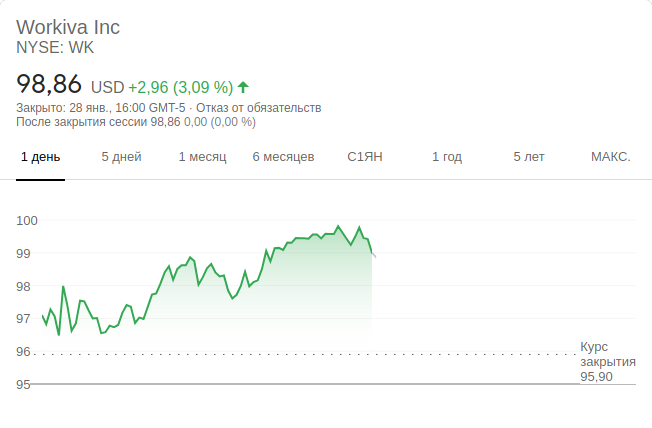 Workiva Inc
NYSE: WK
98,86 USD +2,96 (3,09 %)
Закрыто: 28 янв., 16:00 GMT-5 · Отказ от обязательств
После закрытия сессии 98,86 0,00 (0,00 %)
1 день 5 дней 1 месяц 6 месяцев С1ЯН 1 год 5 лет МАКС.
100
99
98
97
96
95
Курс
закрытия
95,90